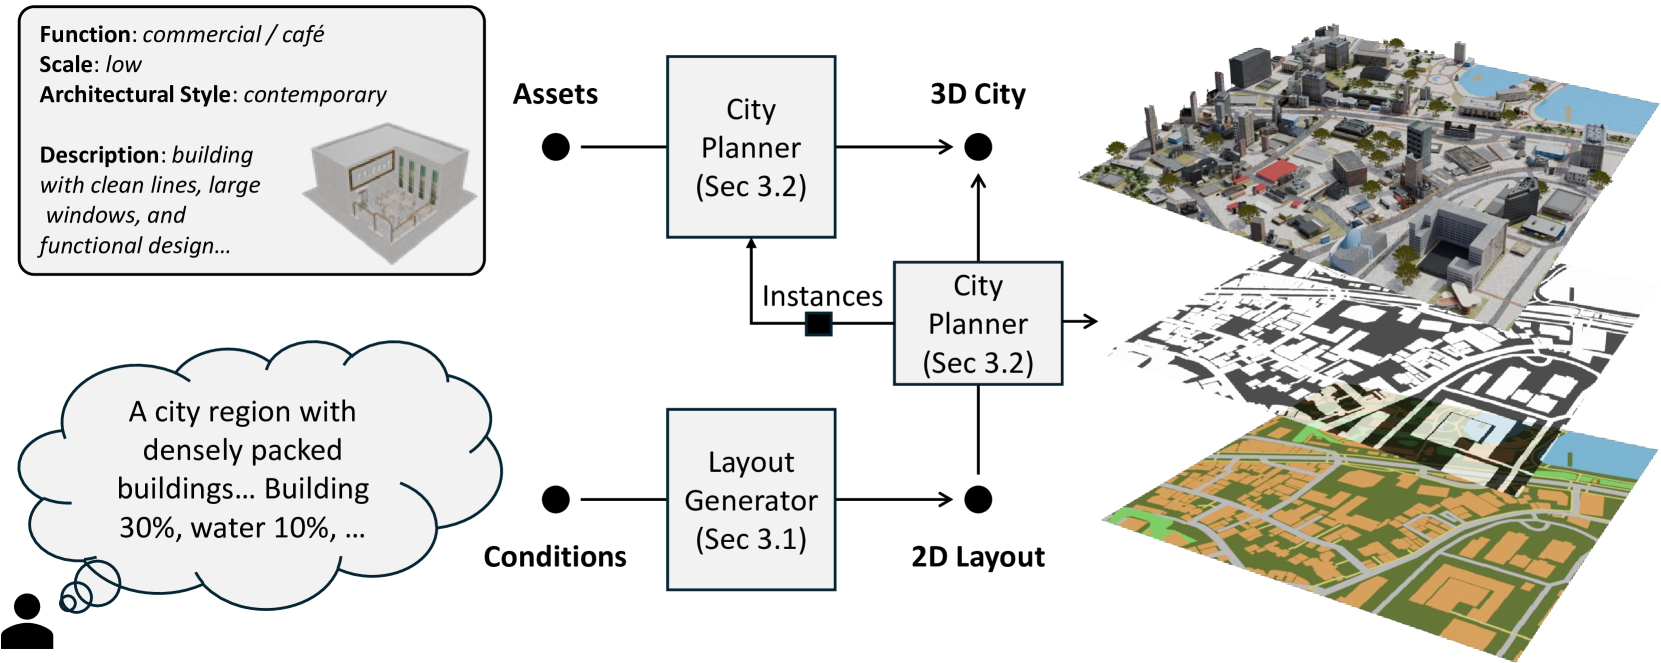 Function: commercial / café
Scale: low
Architectural Style: contemporary
Description: building
with clean lines, large
windows, and
functional design...
A city region with
densely packed
buildings... Building
30%, water 10%, ...
Assets
City
Planner
(Sec 3.2)
3D City
Instances
City
Planner
(Sec 3.2)
Conditions
Layout
Generator
(Sec 3.1)
2D Layout